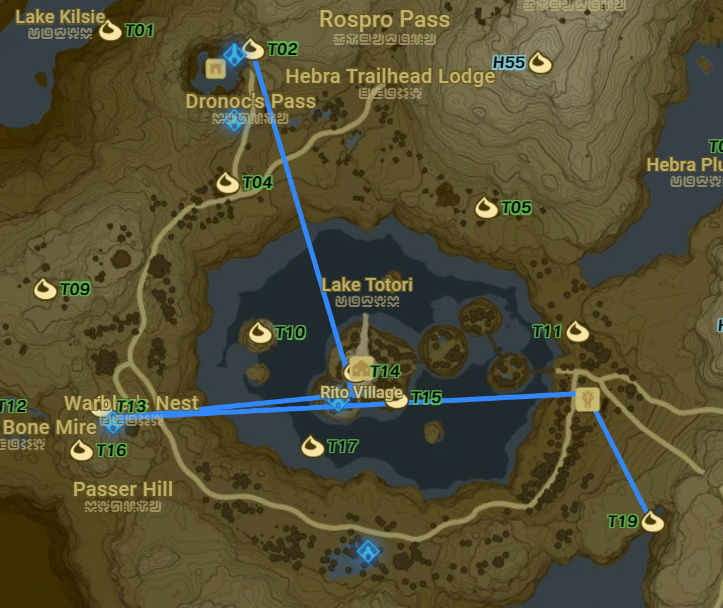 Lake Kilsie
T01
Rospro Pass
T02
H55
Hebra Trailhead Lodge
Dronoc's Pass
T04
Hebra Plu
T05
T09
Lake Totori
T10
T11
T14
Rito Village
T15
T12
T13
Nest
Bone Mire
T16
T17
Passer Hill
T19